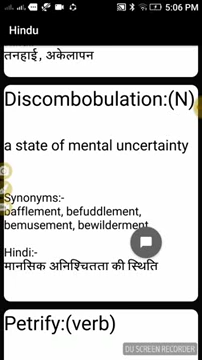 5:06 PM
Hindu
तनहाई, अकेलापन
Discombobulation:(N)
a state of mental uncertainty
Synonyms:-
bafflement, befuddlement,
bemusement, bewilderment
Hindi:-
मानसिक अनिश्चितता की स्थिति
Petrify:(verb)
DU SCREEN RECORDER